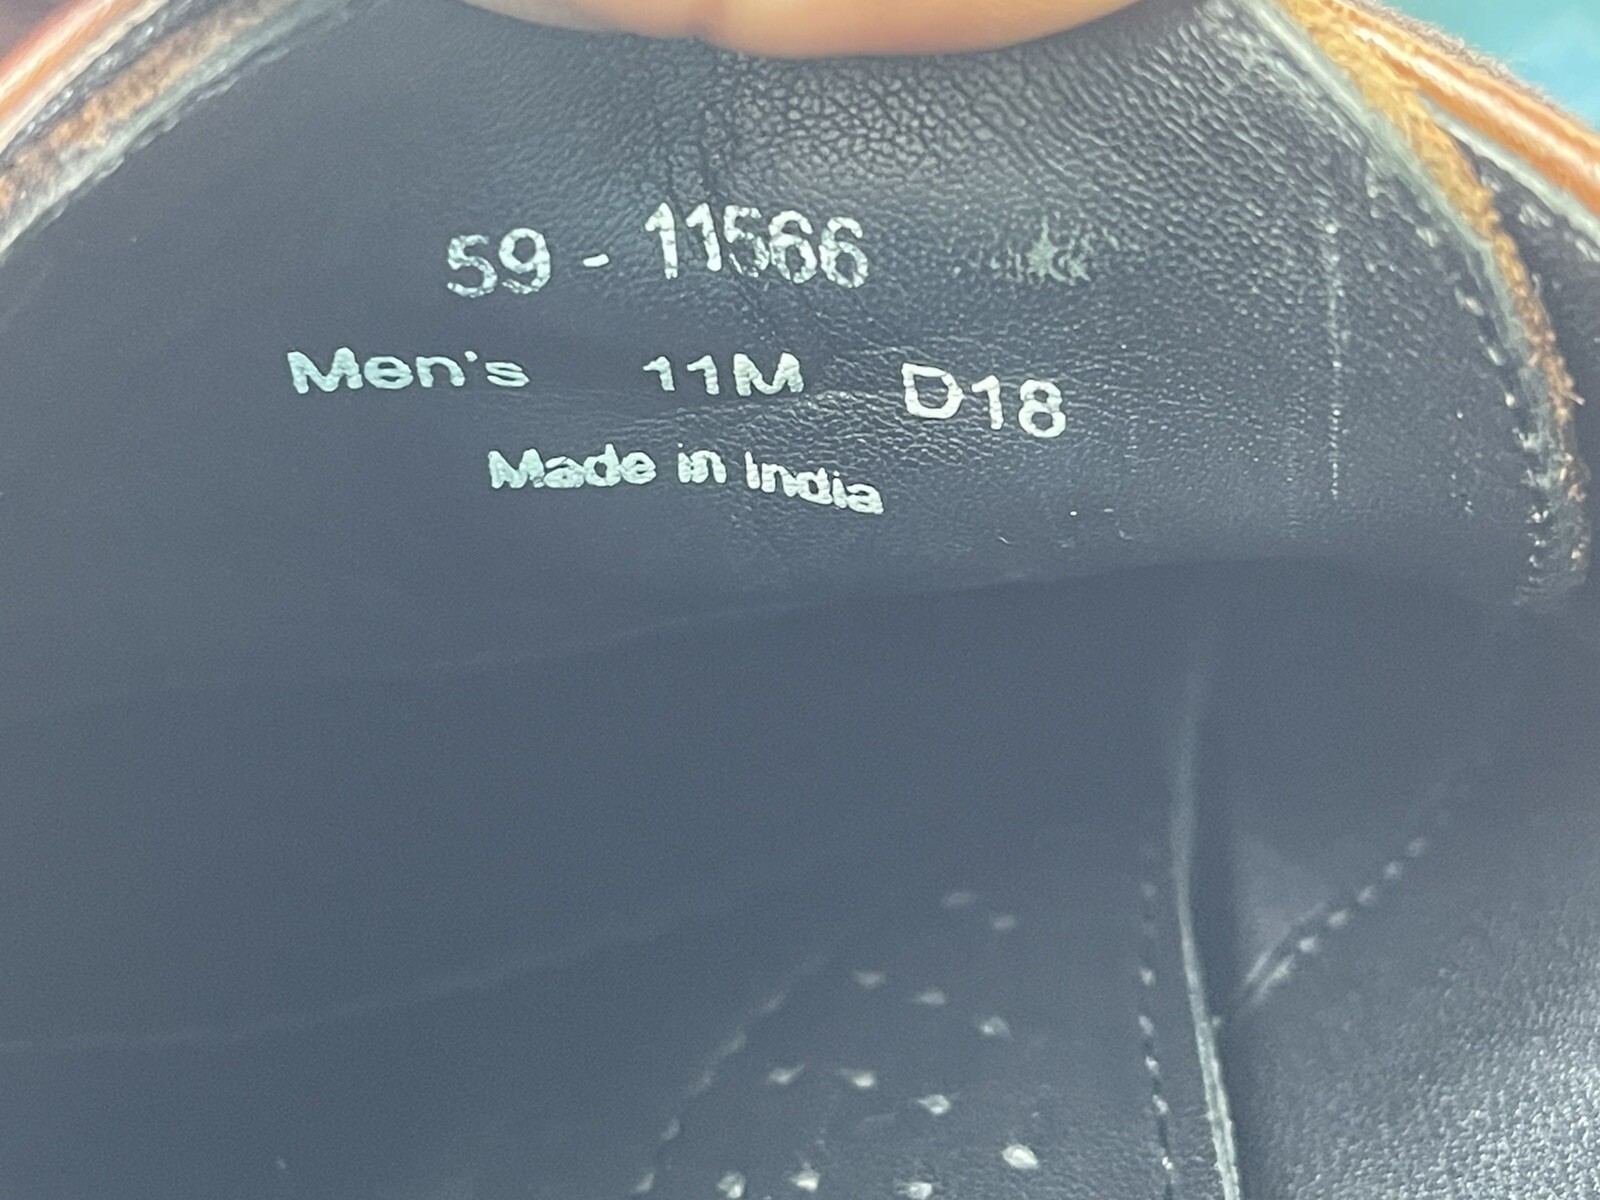 59 - 11566
Men's 11M D18
Made in India